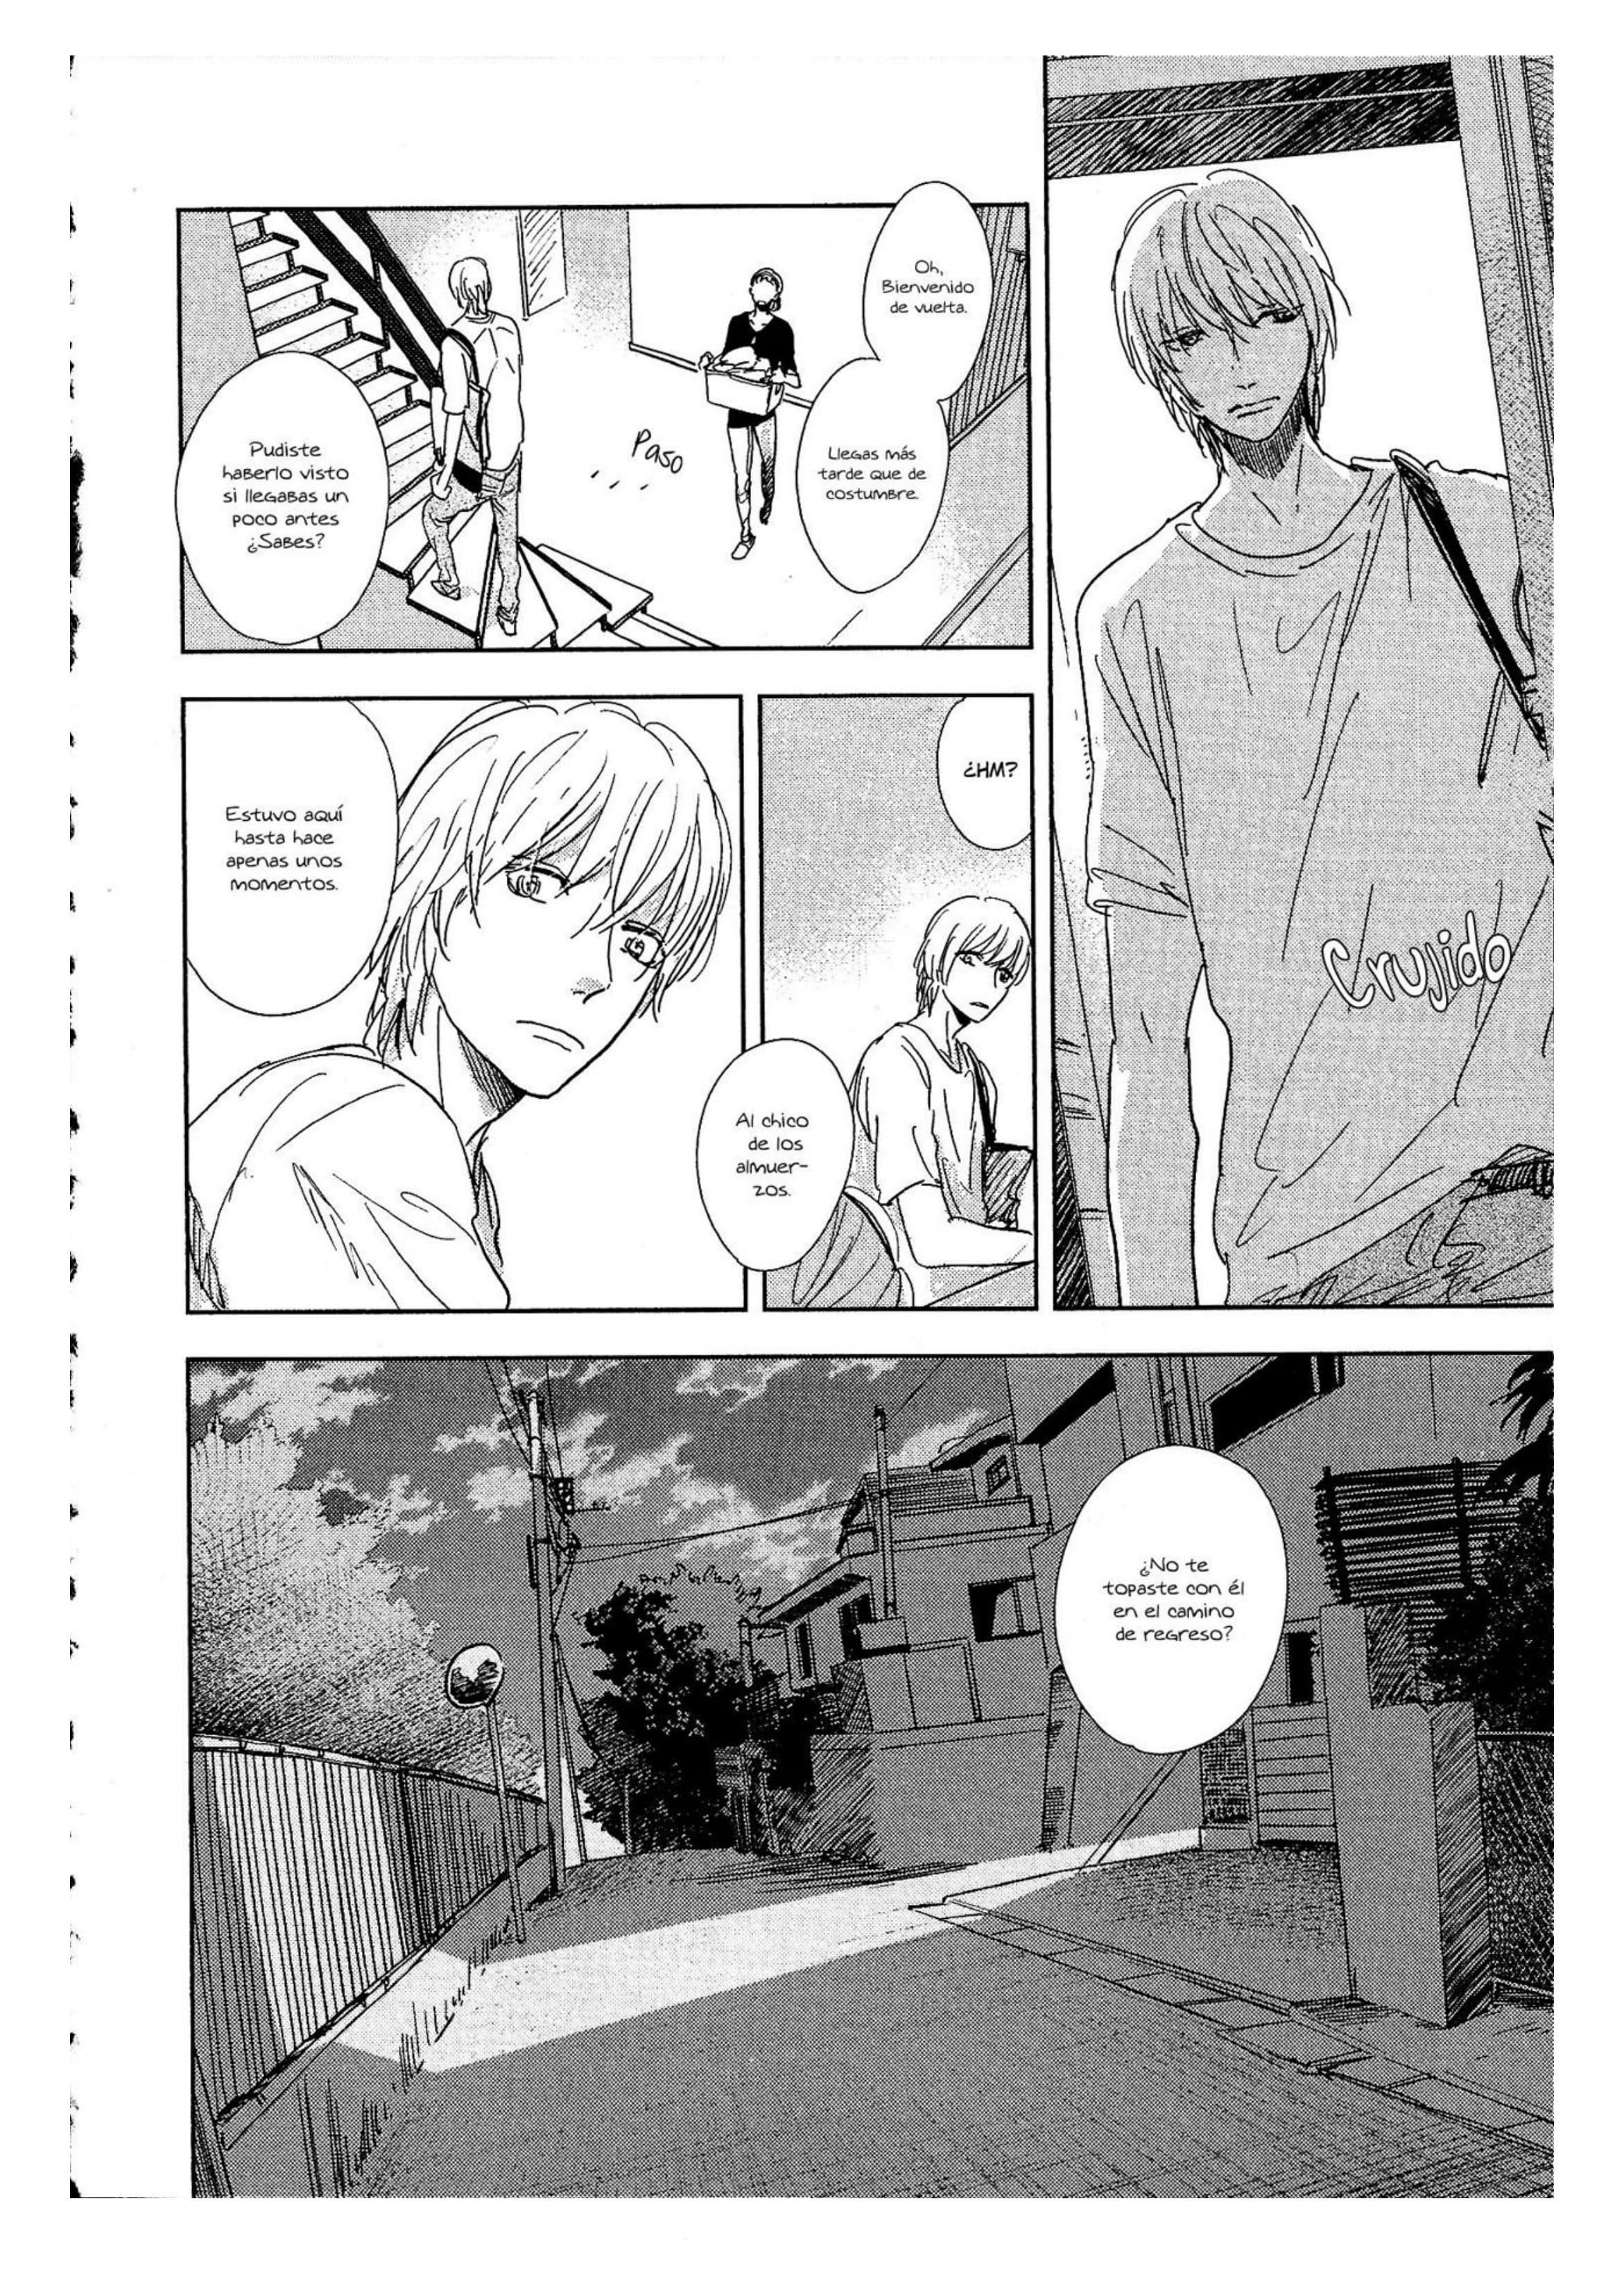 Crujido
Oh,
Bienvenido
de vuelta.
Llegas más
tarde que de
costumbre.
Paso
Pudiste
haberlo visto
si llegabas un
poco antes
¿Sabes?
¿HM?
Al chico
de los
almuer-
zos.
Estuvo aquí
hasta hace
apenas unos
momentos.
¿No te
topaste con él
en el camino
de regreso?